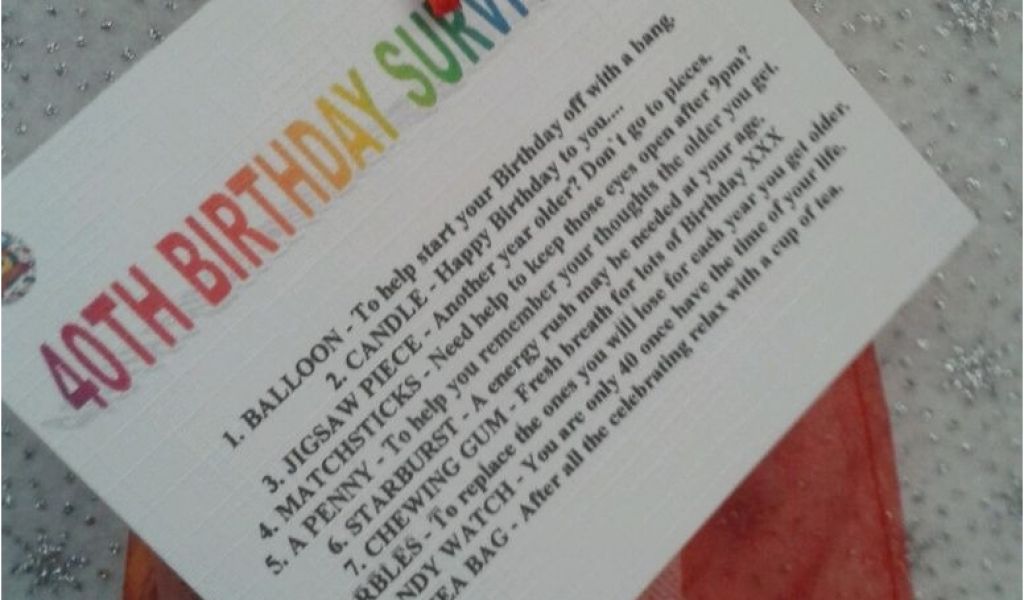 40TH BIRTHDAY SURV
1. BALLOON - To help start your Birthday off with a bang.
2. CANDLE - Happy Birthday to you...
3. JIGSAW PIECE - Another year older? Don't go to pieces.
4. MATCHSTICKS - Need help to keep those eyes open after 9pm?
5. A PENNY - To help you remember your thoughts the older you get.
6. STARBURST - A energy rush may be needed at your age.
7. CHEWING GUM - Fresh breath for lots of Birthday XXX
RBLES - To replace the ones you will lose for each year you get older.
NDY WATCH - You are only 40 once have the time of your life.
EA BAG - After all the celebrating relax with a cup of tea.